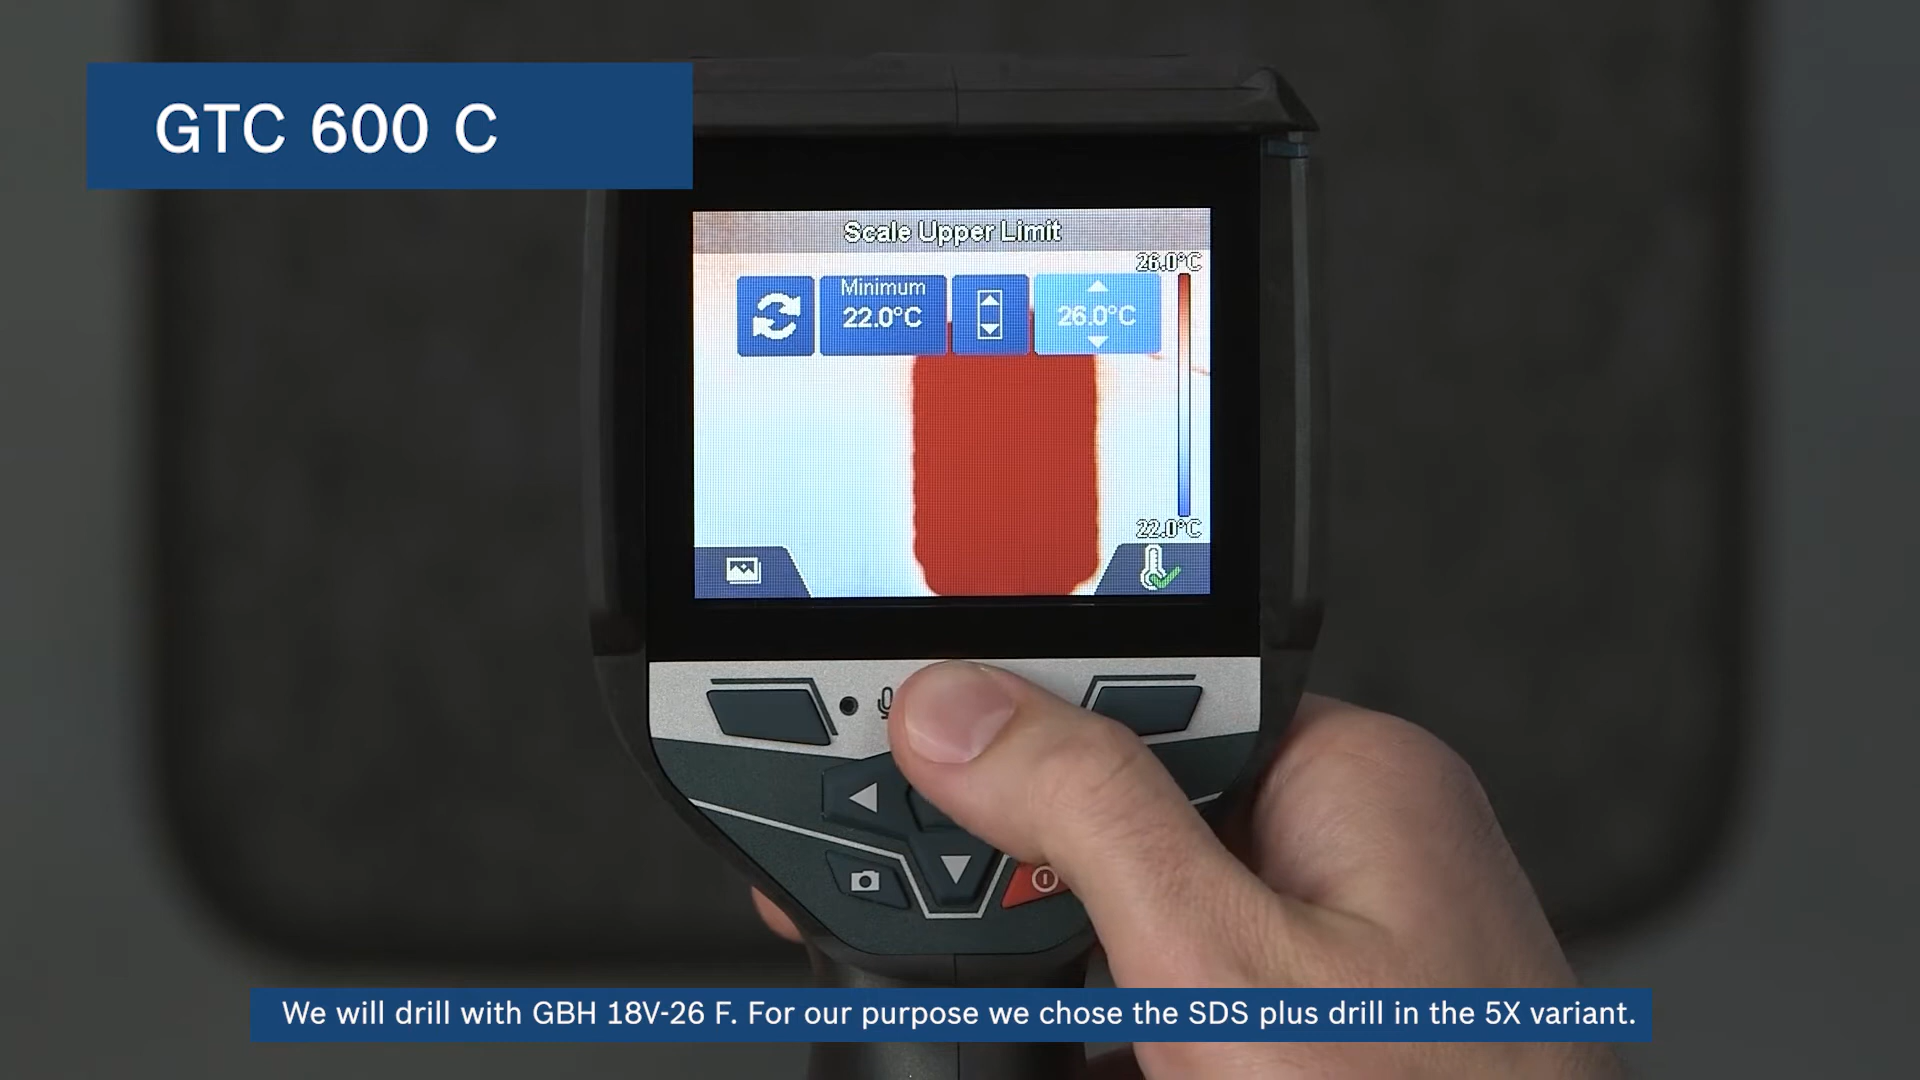 GTC 600 C
Scale Upper Limit
26.0°C
Minimum
22.0°C
26.0°C
22.0°C
We will drill with GBH 18V-26 F. For our purpose we chose the SDS plus drill in the 5X variant.